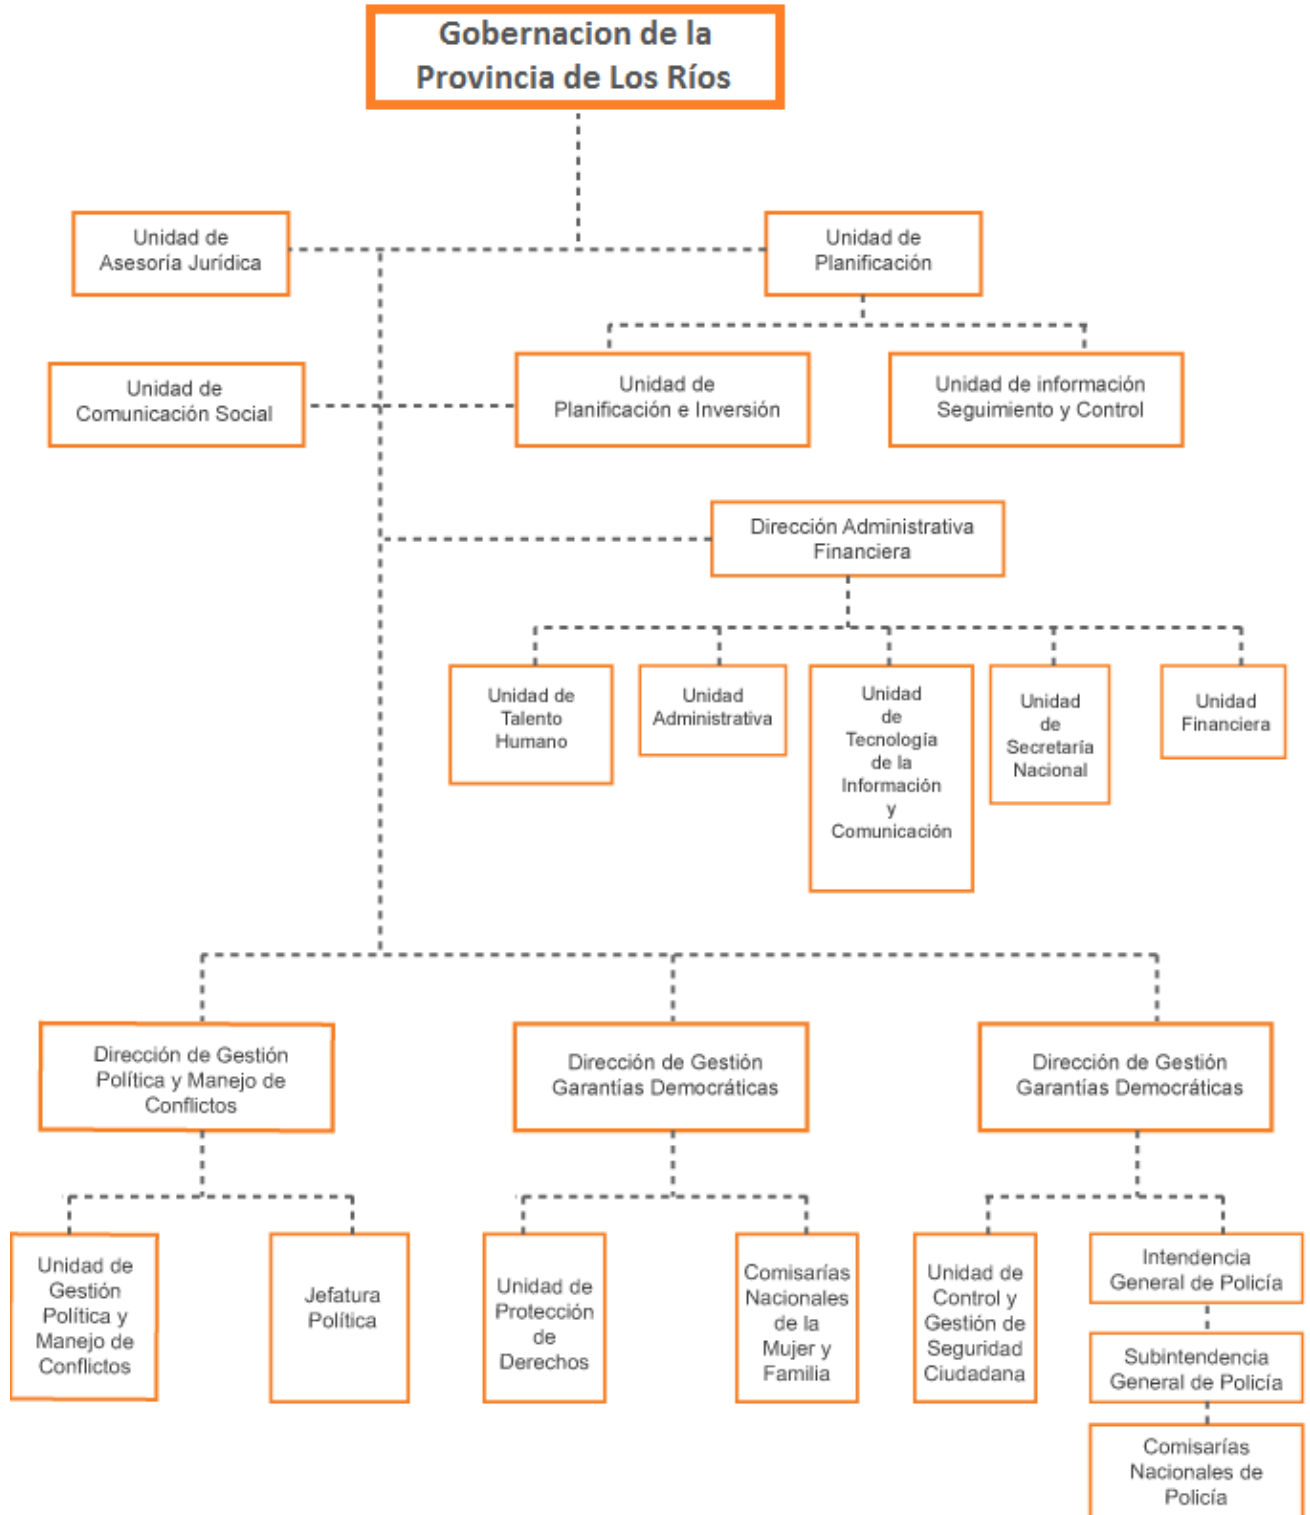 Gobernacion de la
Provincia de Los Ríos
Unidad de
Asesoría Jurídica
Unidad de
Planificación
Unidad de
Comunicación Social
Unidad de
Planificación e Inversión
Unidad de información
Seguimiento y Control
Dirección Administrativa
Financiera
Unidad de
Talento
Humano
Unidad
Administrativa
Unidad
de
Tecnología
de la
Información
y
Comunicación
Unidad
de
Secretaría
Nacional
Unidad
Financiera
Dirección de Gestión
Política y Manejo de
Conflictos
Dirección de Gestión
Garantías Democráticas
Dirección de Gestión
Garantías Democráticas
Unidad de
Gestión
Política y
Manejo de
Conflictos
Jefatura
Política
Unidad de
Protección
de
Derechos
Comisarías
Nacionales
de la
Mujer y
Familia
Unidad de
Control y
Gestión de
Seguridad
Ciudadana
Intendencia
General de Policía
Subintendencia
General de Policía
Comisarías
Nacionales de
Policía